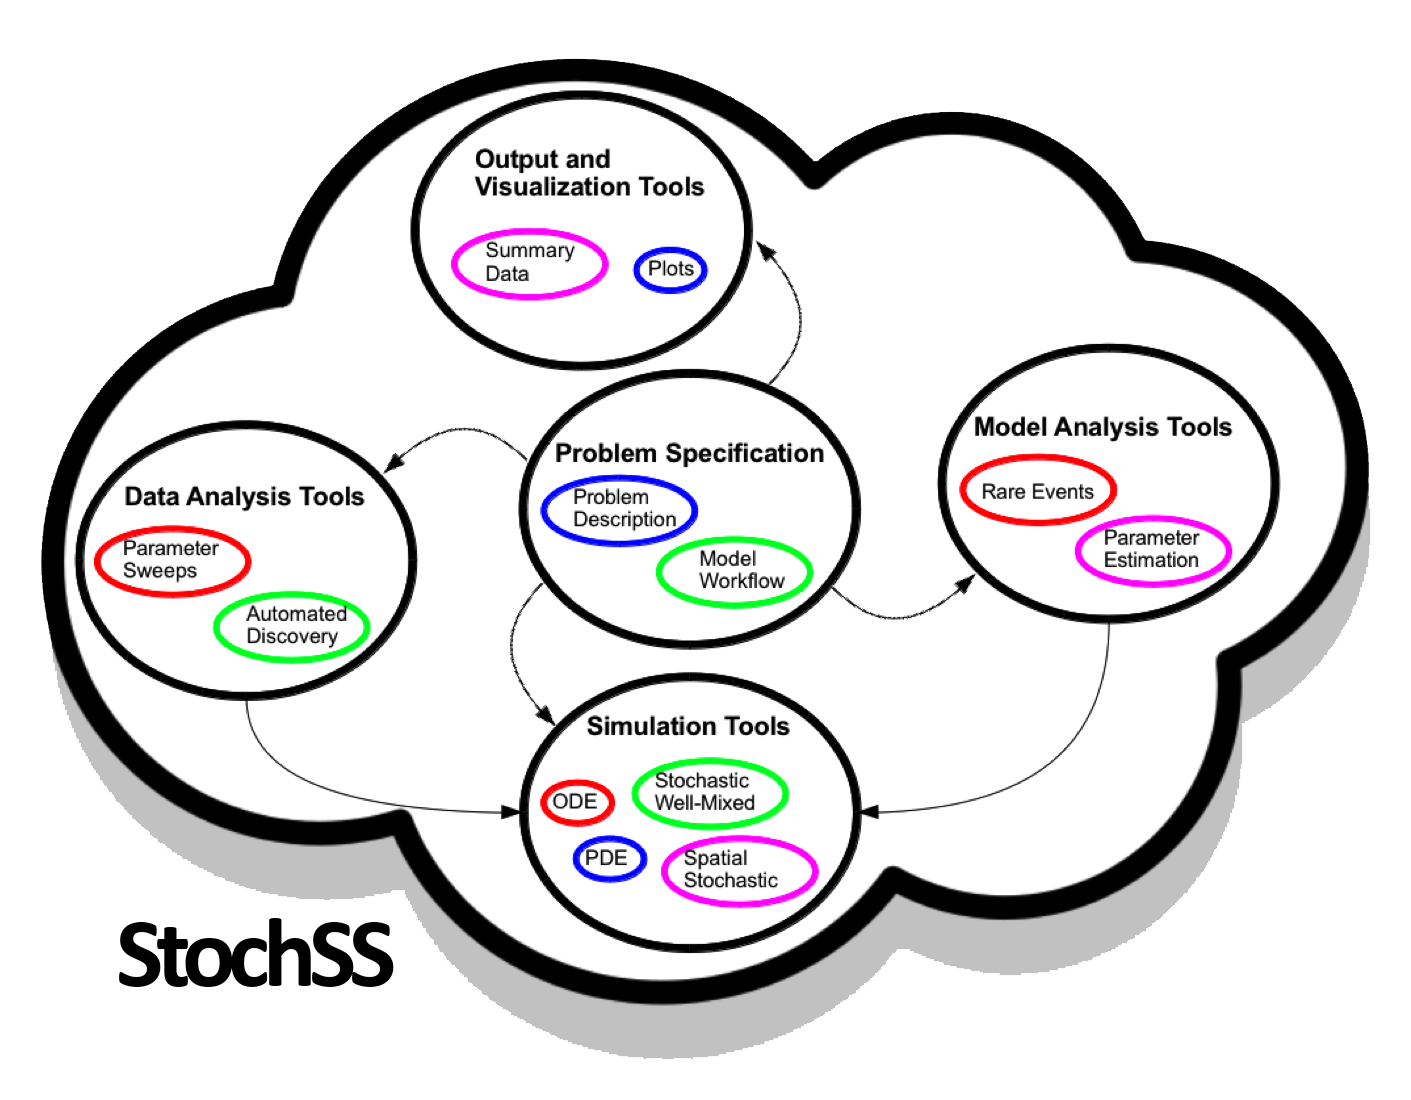 Output and
Visualization Tools
Summary
Data
Plots
Problem Specification
Problem
Description
Model
Workflow
Model Analysis Tools
Rare Events
Parameter
Estimation
Data Analysis Tools
Parameter
Sweeps
Automated
Discovery
Simulation Tools
ODE
Stochastic
Well-Mixed
PDE
Spatial
Stochastic
StochSS